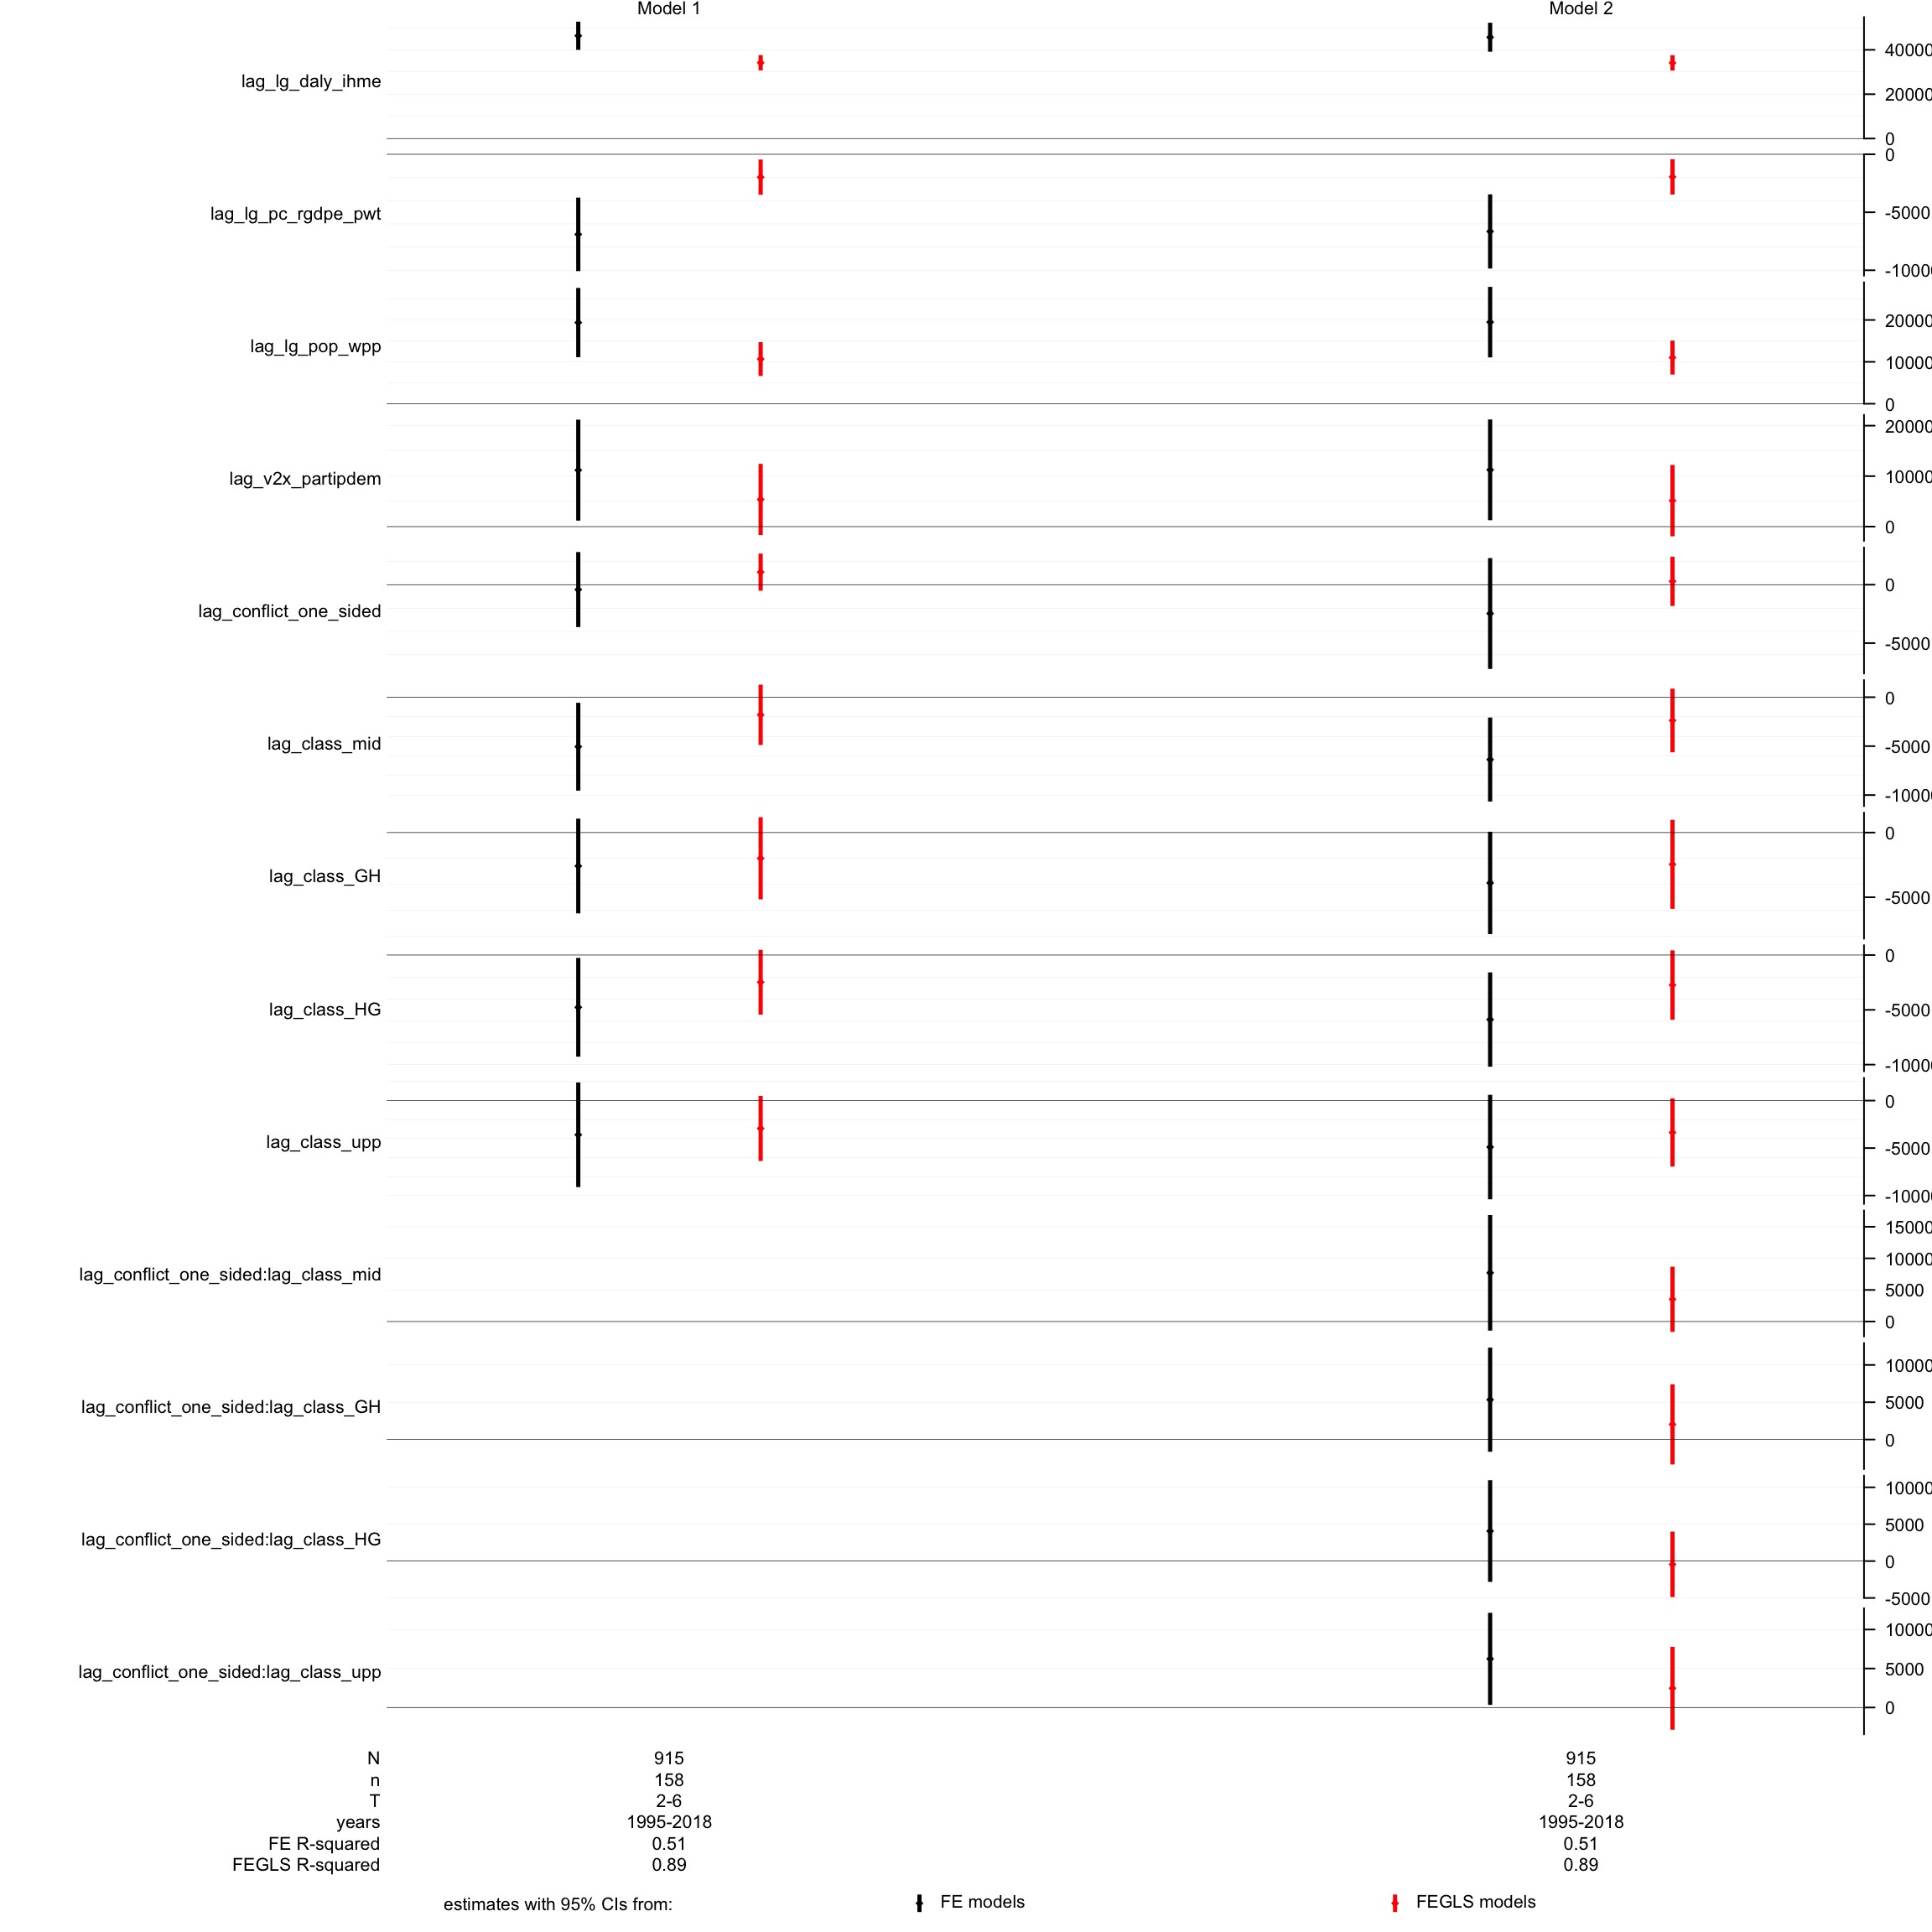 Model 1 Model 2
lag_lg_daly_ihme
40000
20000
0
lag_lg_pc_rgdpe_pwt
0
-5000
-1000
lag_lg_pop_wpp
20000
10000
0
lag_v2x_partipdem
20000
10000
0
lag_conflict_one_sided
0
-5000
lag_class_mid
0
-5000
-1000
lag_class_GH
0
-5000
lag_class_HG
0
-5000
-1000
lag_class_upp
0
-5000
-1000
lag_conflict_one_sided:lag_class_mid
15000
10000
5000
0
lag_conflict_one_sided:lag_class_GH
10000
5000
0
lag_conflict_one_sided:lag_class_HG
10000
5000
0
-5000
lag_conflict_one_sided:lag_class_upp
10000
5000
0
N 915 915
n 158 158
T 2-6 2-6
years 1995-2018 1995-2018
FE R-squared 0.51 0.51
FEGLS R-squared 0.89 0.89
estimates with 95% CIs from: FE models FEGLS models